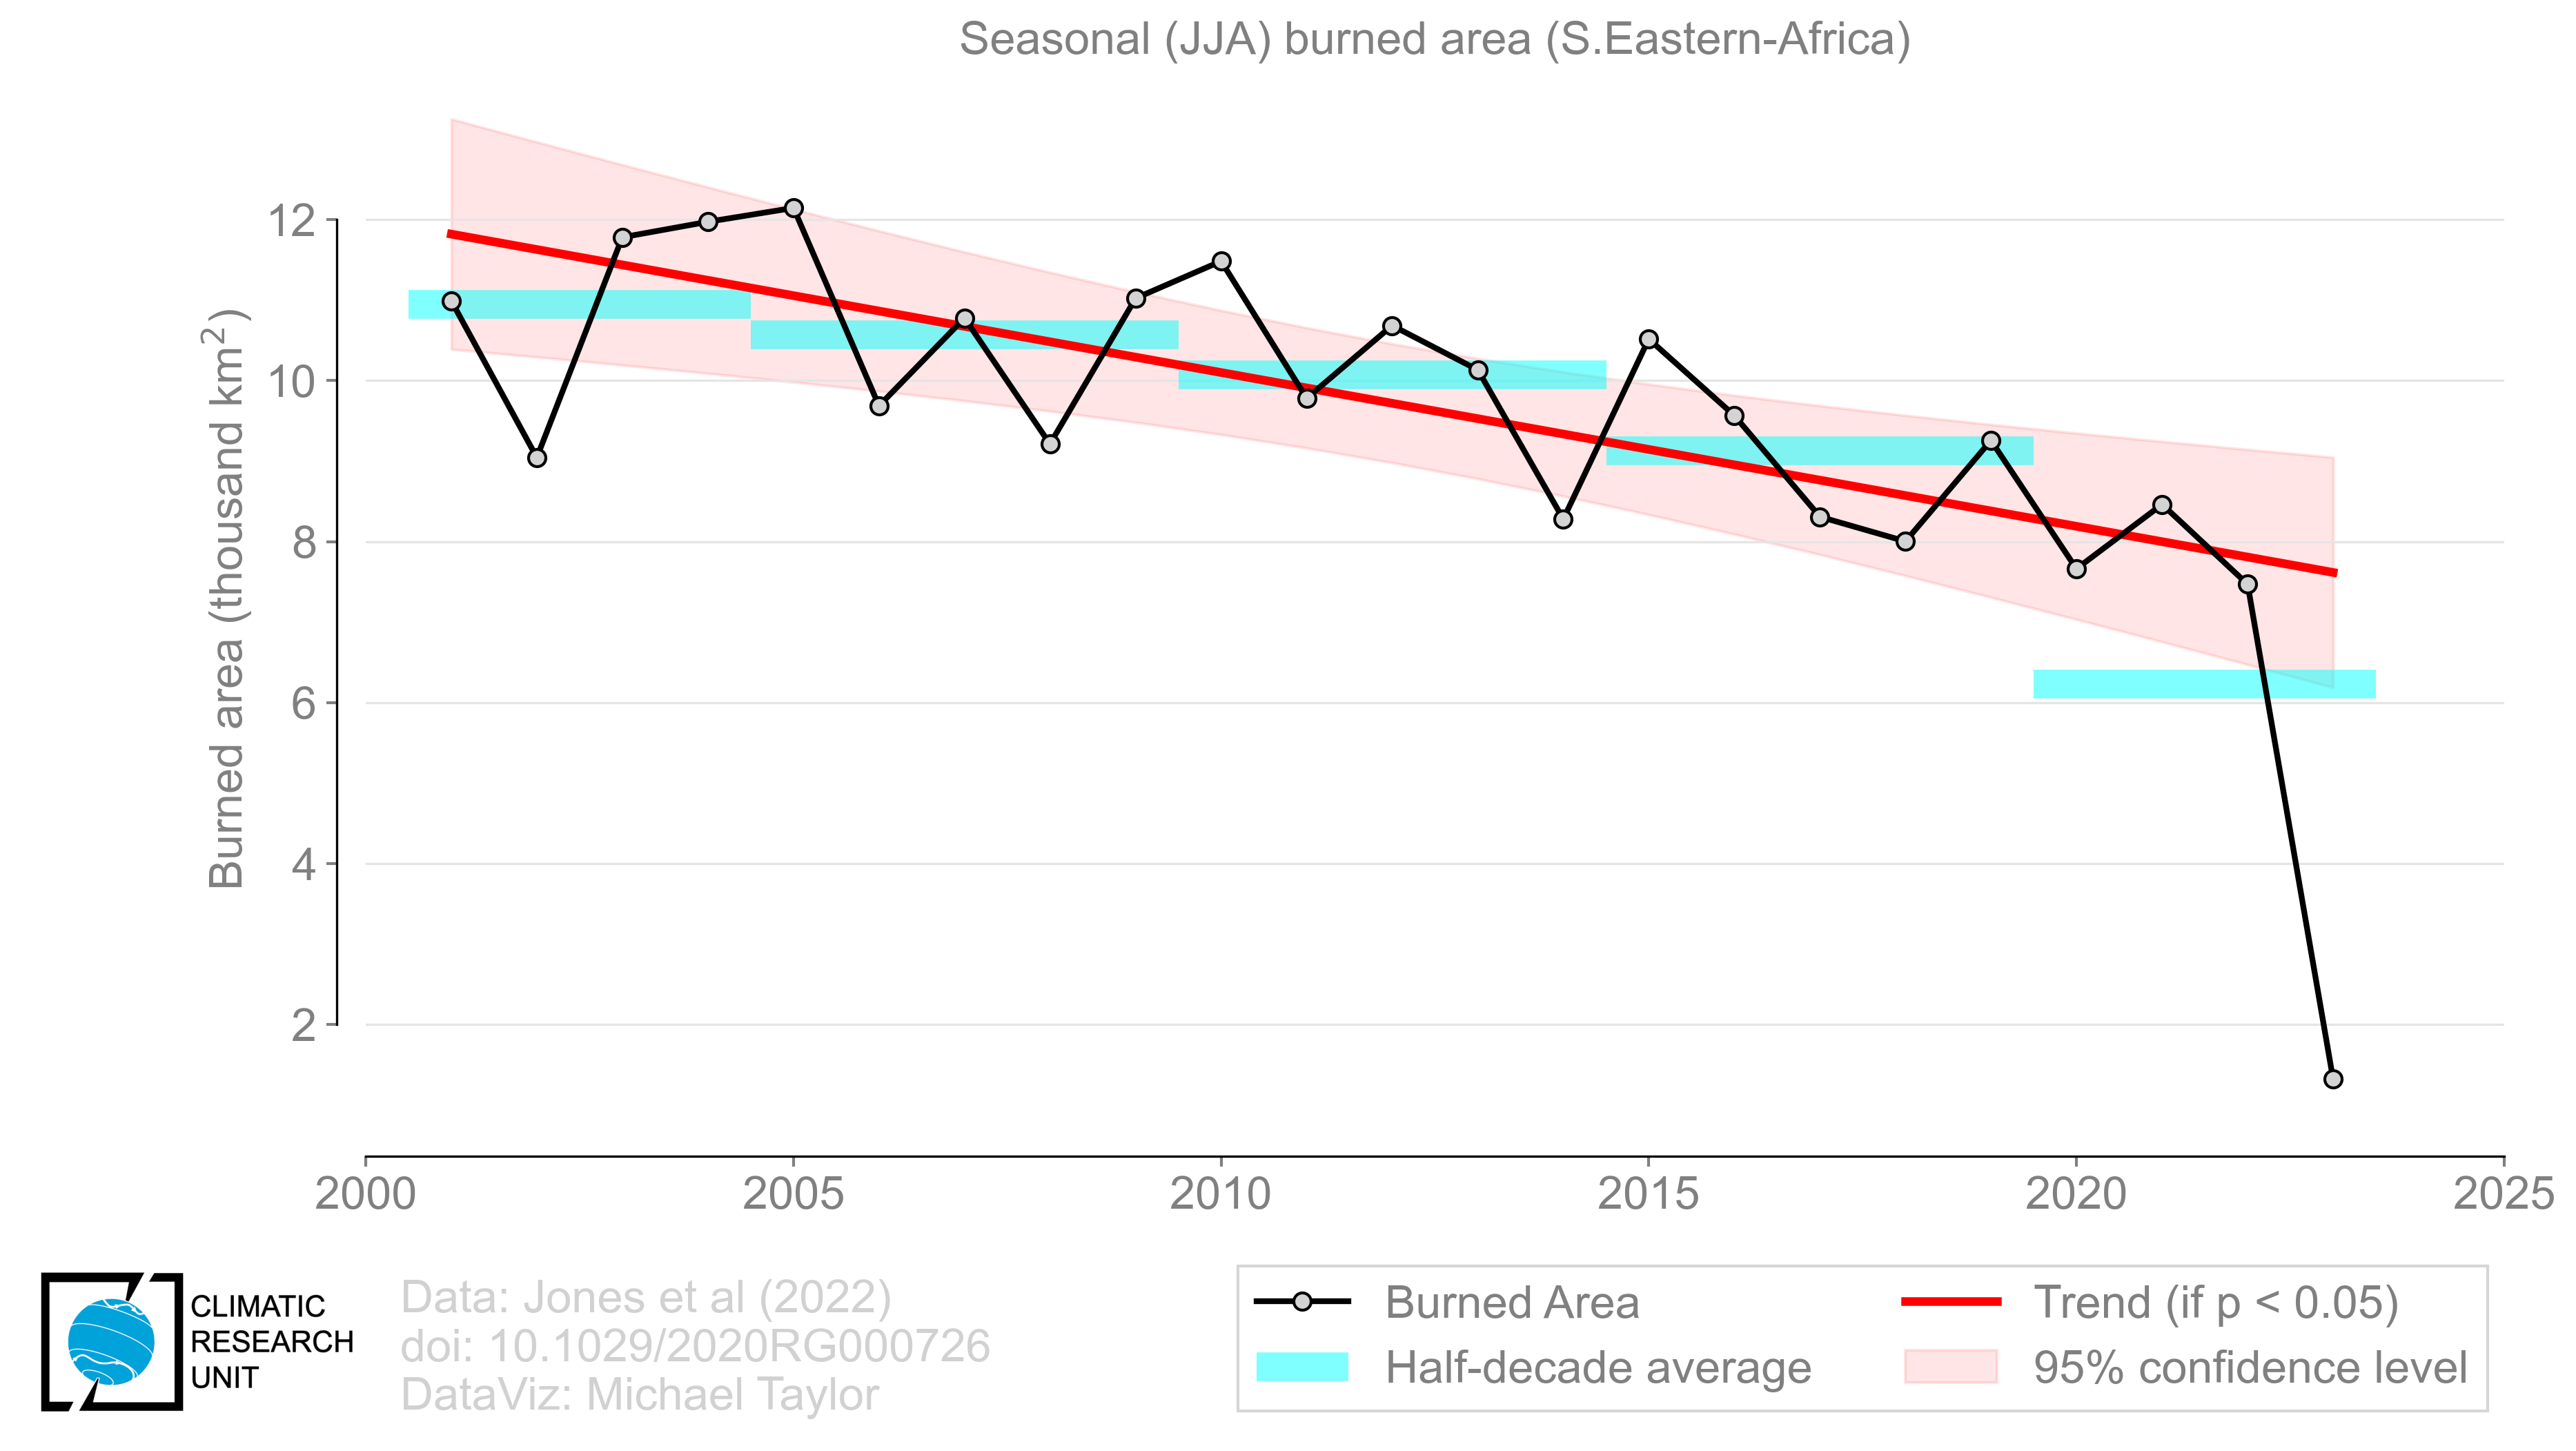 Seasonal (JJA) burned area (S.Eastern-Africa)
Burned area (thousand km²)
12
10
8
6
4
2
2000 2005 2010 2015 2020 2025
CLIMATIC
RESEARCH
UNIT
Data: Jones et al (2022)
doi: 10.1029/2020RG000726
DataViz: Michael Taylor
Burned Area
Half-decade average
Trend (if p < 0.05)
95% confidence level